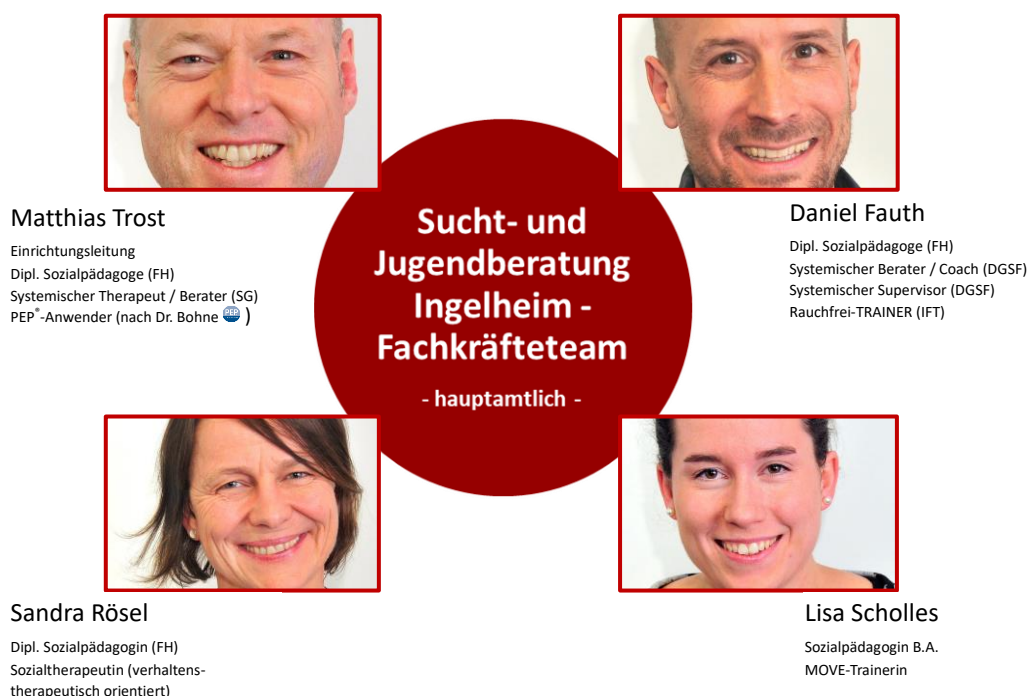 Matthias Trost
Einrichtungsleitung
Dipl. Sozialpädagoge (FH)
Systemischer Therapeut / Berater (SG)
PEP®-Anwender (nach Dr. Bohne PEP )
Sucht- und
Jugendberatung
Ingelheim -
Fachkräfteteam
- hauptamtlich -
Daniel Fauth
Dipl. Sozialpädagoge (FH)
Systemischer Berater / Coach (DGSF)
Systemischer Supervisor (DGSF)
Rauchfrei-TRAINER (IFT)
Sandra Rösel
Dipl. Sozialpädagogin (FH)
Sozialtherapeutin (verhaltens-
therapeutisch orientiert)
Lisa Scholles
Sozialpädagogin B.A.
MOVE-Trainerin